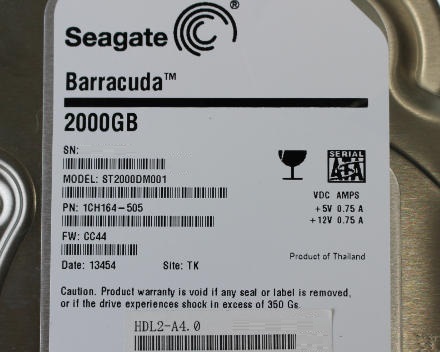 Seagate ®
Barracuda™
2000GB
SN:
MODEL: ST2000DM001
PN: 1CH164-505
FW: CC44
Date: 13454 Site: TK
SERIAL
ATA
VDC AMPS
+5V 0.75 A
+12V 0.75 A
Product of Thailand
Caution. Product warranty is void if any seal or label is removed,
or if the drive experiences shock in excess of 350 Gs.
HDL2-A4.0